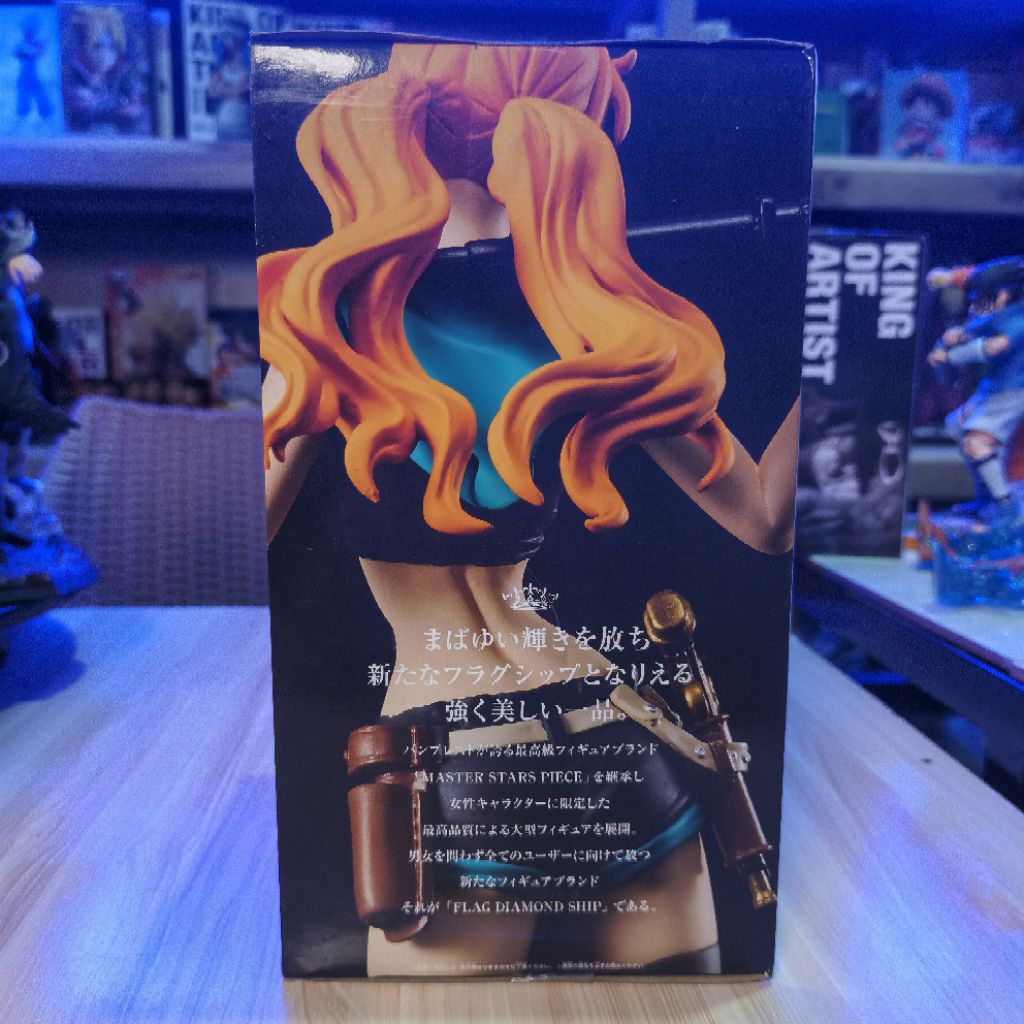 KING
OF
ARTIST
まばゆい輝きを放ち
新たなフラグシップとなりえる
強く美しい一品。
バンプレストが誇る最高級フィギュアブランド
「MASTER STARS PIECE」を継承し
女性キャラクターに限定した
最高品質による大型フィギュアを展開。
男女を問わず全てのユーザーに向けて放つ
新たなフィギュアブランド
それが「FLAG DIAMOND SHIP」である。